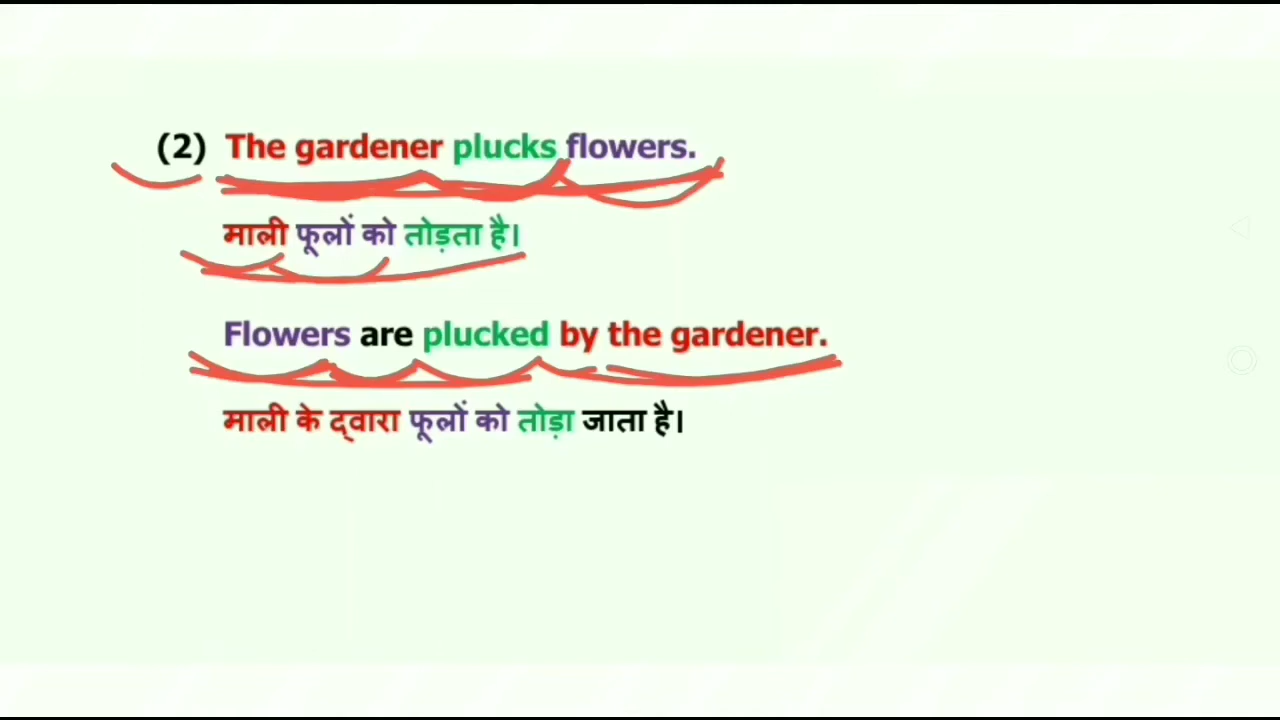 (2) The gardener plucks flowers.
माली फूलों को तोड़ता है।
Flowers are plucked by the gardener.
माली के द्वारा फूलों को तोड़ा जाता है।